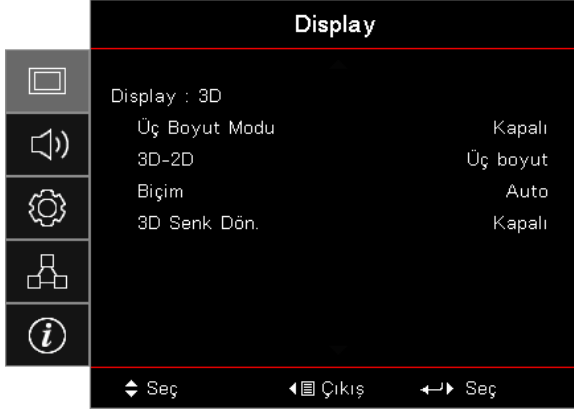 Display
Display : 3D
Üç Boyut Modu Kapalı
3D-2D Üç boyut
Biçim Auto
3D Senk Dön. Kapalı
Seç Çıkış Seç